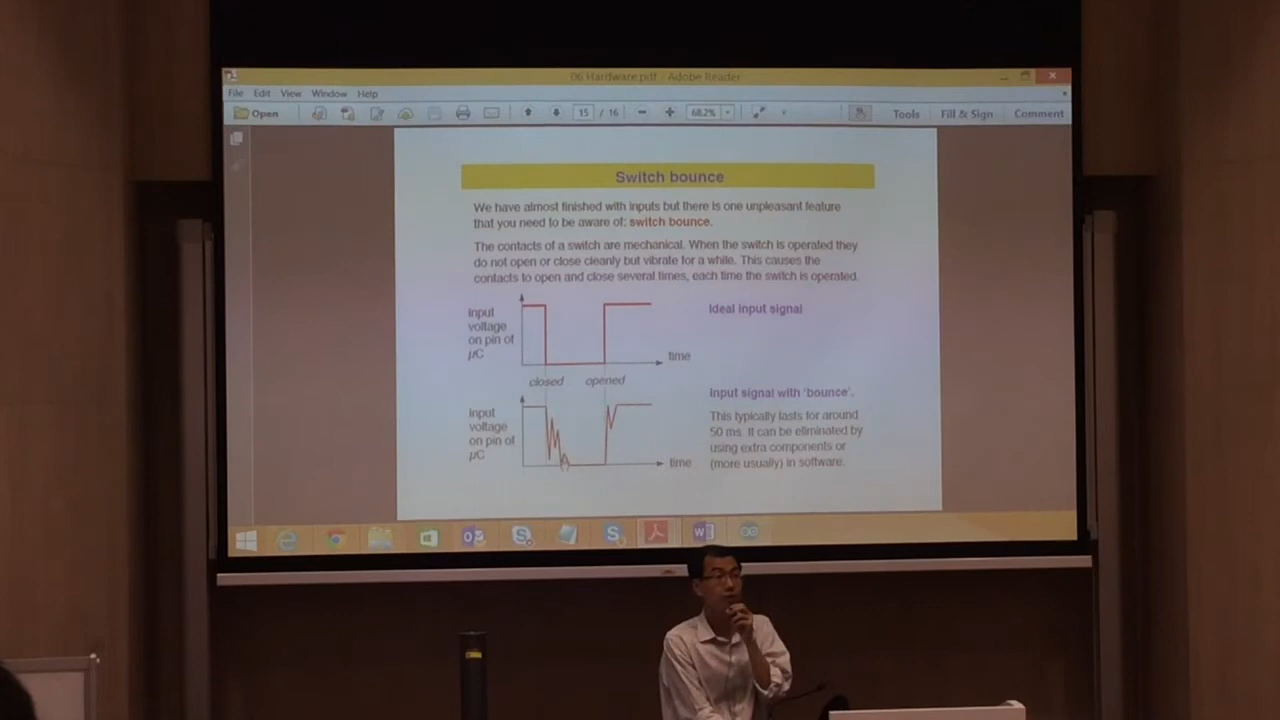 06 Hardware.pdf - Adobe Reader
File Edit View Window Help
Open 15 / 16 68.2% Tools Fill & Sign Comment
Switch bounce
We have almost finished with inputs but there is one unpleasant feature
that you need to be aware of: switch bounce.
The contacts of a switch are mechanical. When the switch is operated they
do not open or close cleanly but vibrate for a while. This causes the
contacts to open and close several times, each time the switch is operated.
Input
voltage
on pin of
µC
time
Ideal input signal
closed opened
Input
voltage
on pin of
µC
time
Input signal with 'bounce'.
This typically lasts for around
50 ms. It can be eliminated by
using extra components or
(more usually) in software.